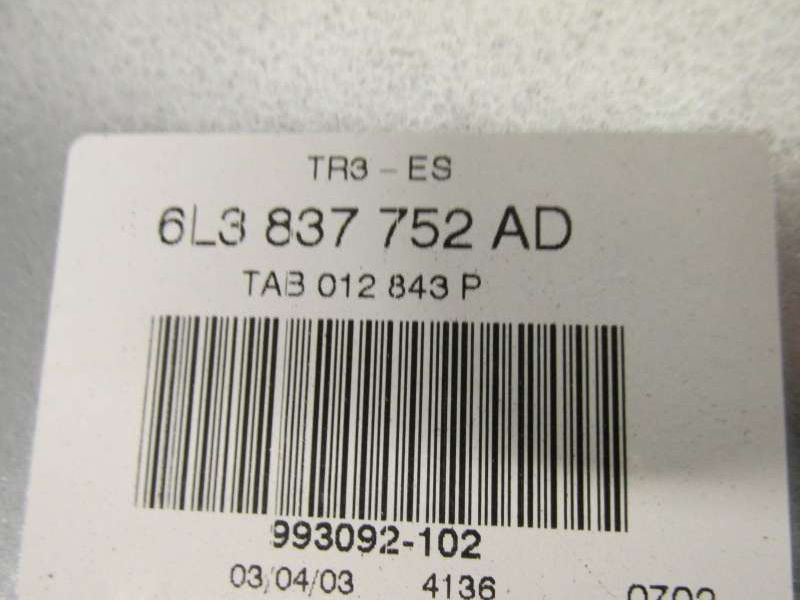 TR3 - ES
6L3 837 752 AD
TAB 012 843 P
993092-102
03/04/03 4136